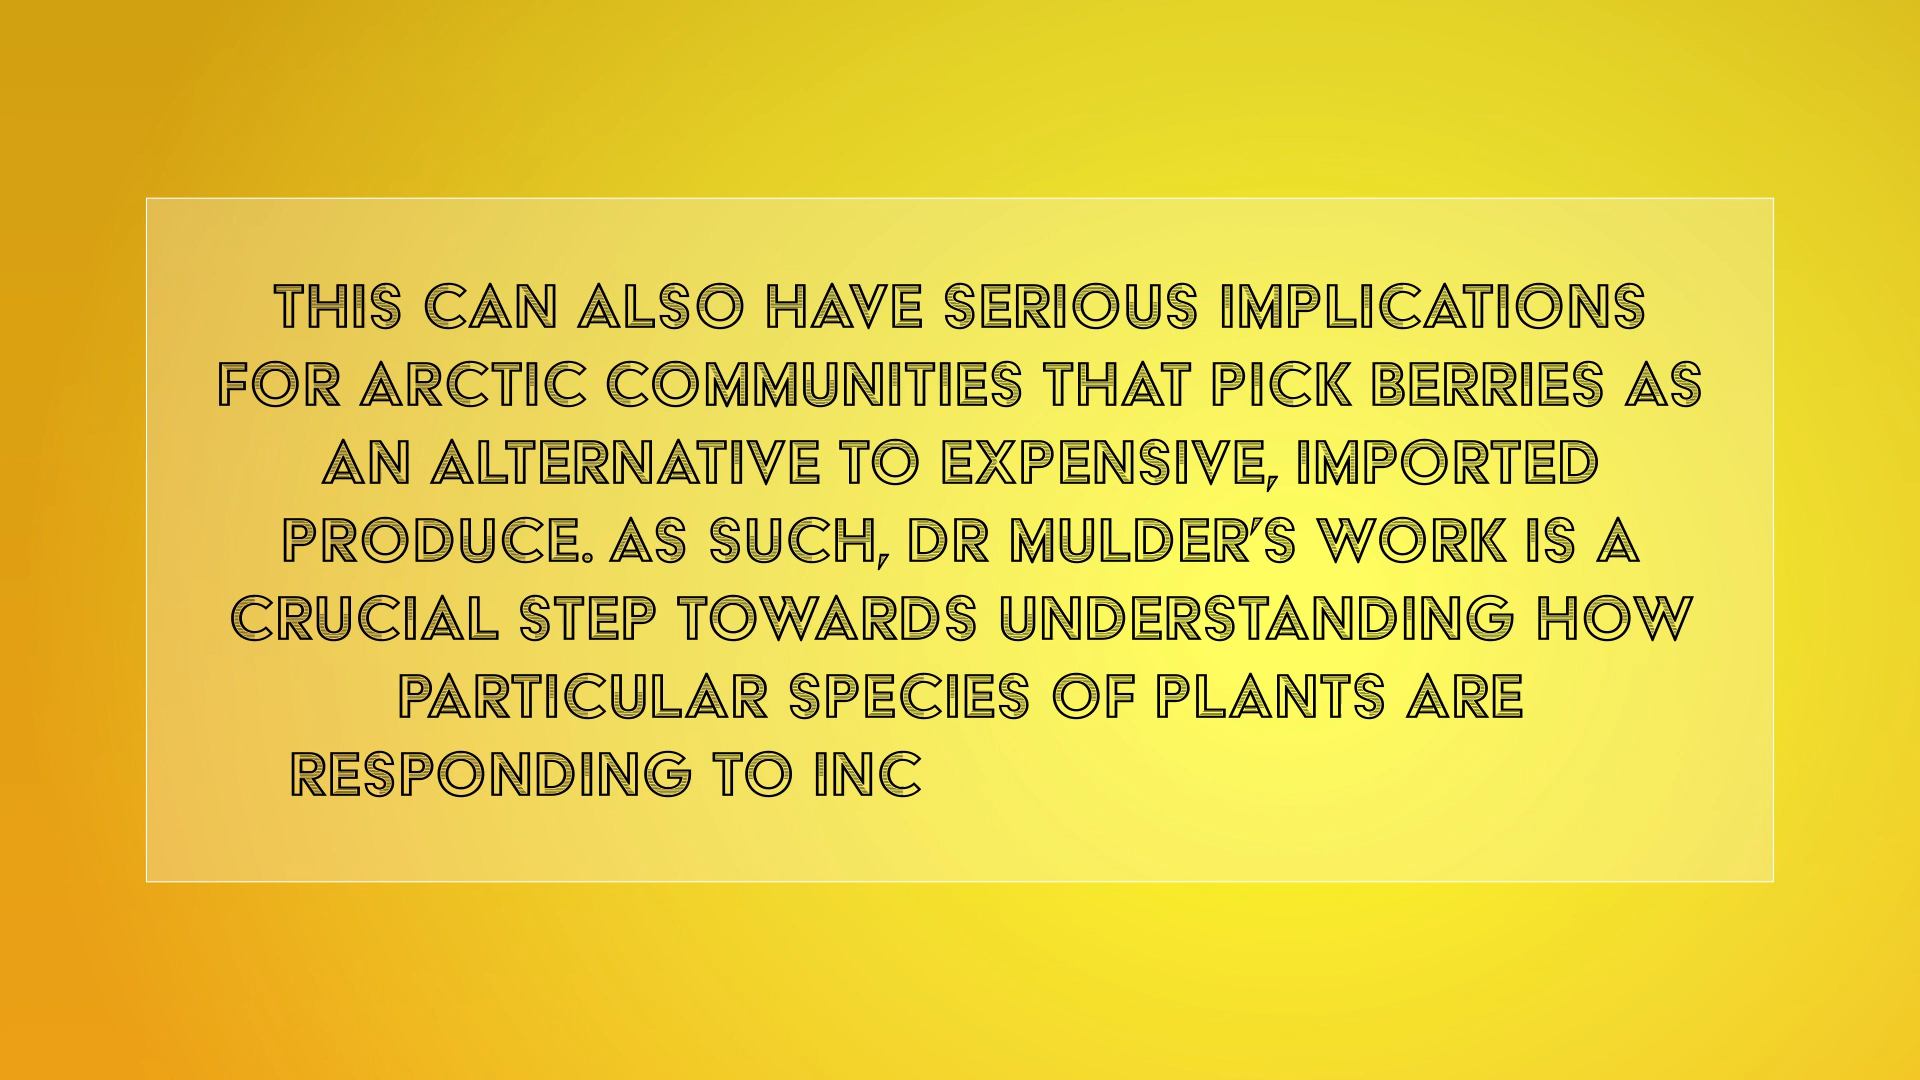 THIS CAN ALSO HAVE SERIOUS IMPLICATIONS
FOR ARCTIC COMMUNITIES THAT PICK BERRIES AS
AN ALTERNATIVE TO EXPENSIVE, IMPORTED
PRODUCE. AS SUCH, DR MULDER'S WORK IS A
CRUCIAL STEP TOWARDS UNDERSTANDING HOW
PARTICULAR SPECIES OF PLANTS ARE
RESPONDING TO INC